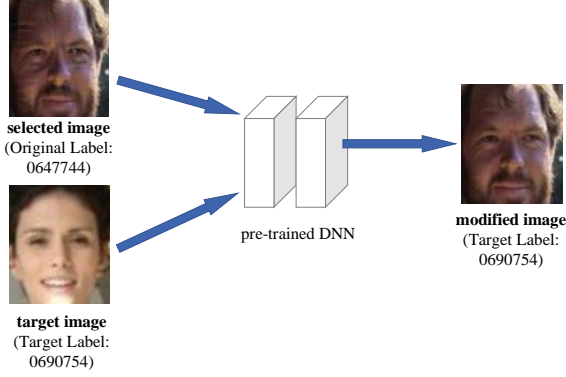 selected image
(Original Label:
0647744)
target image
(Target Label:
0690754)
pre-trained DNN
modified image
(Target Label:
0690754)